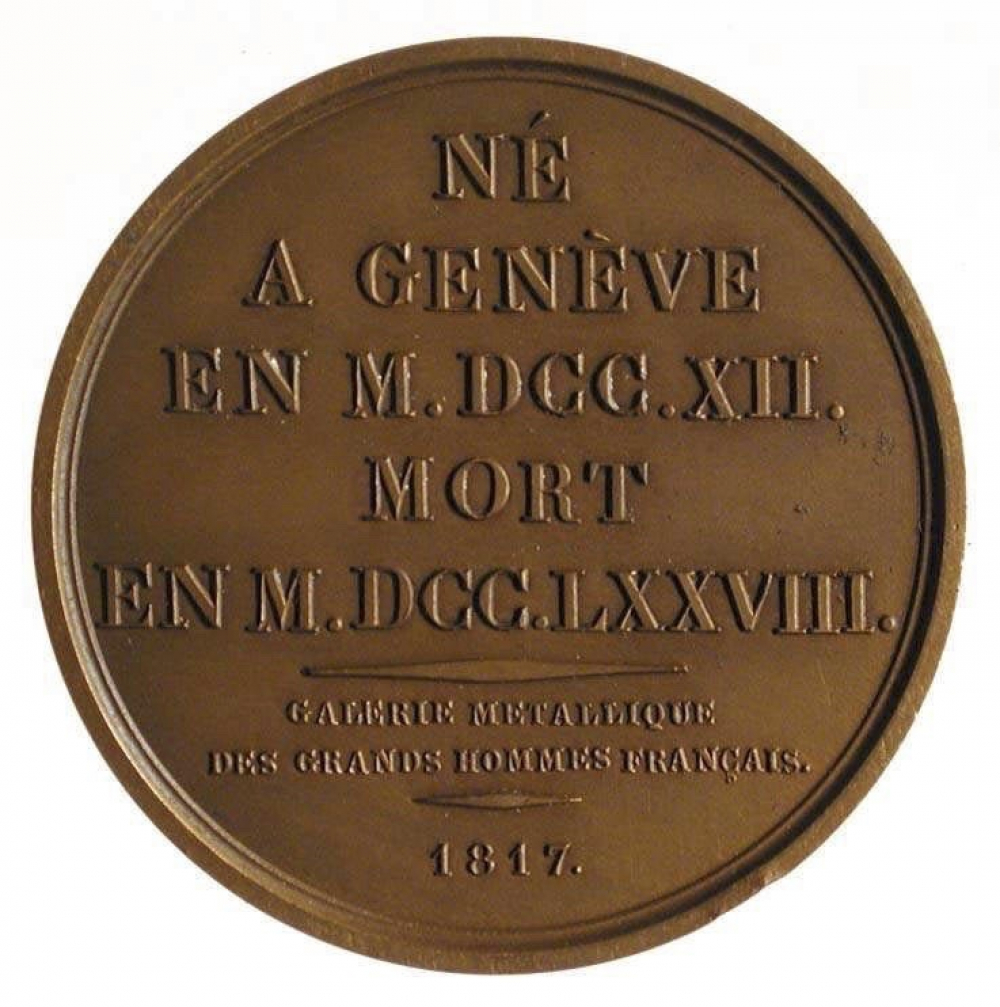 NÉ
A GENÈVE
EN M.DCC.XII.
MORT
EN M.DCC.LXXVIII.
GALERIE METALLIQUE
DES GRANDS HOMMES FRANÇAIS.
1817.